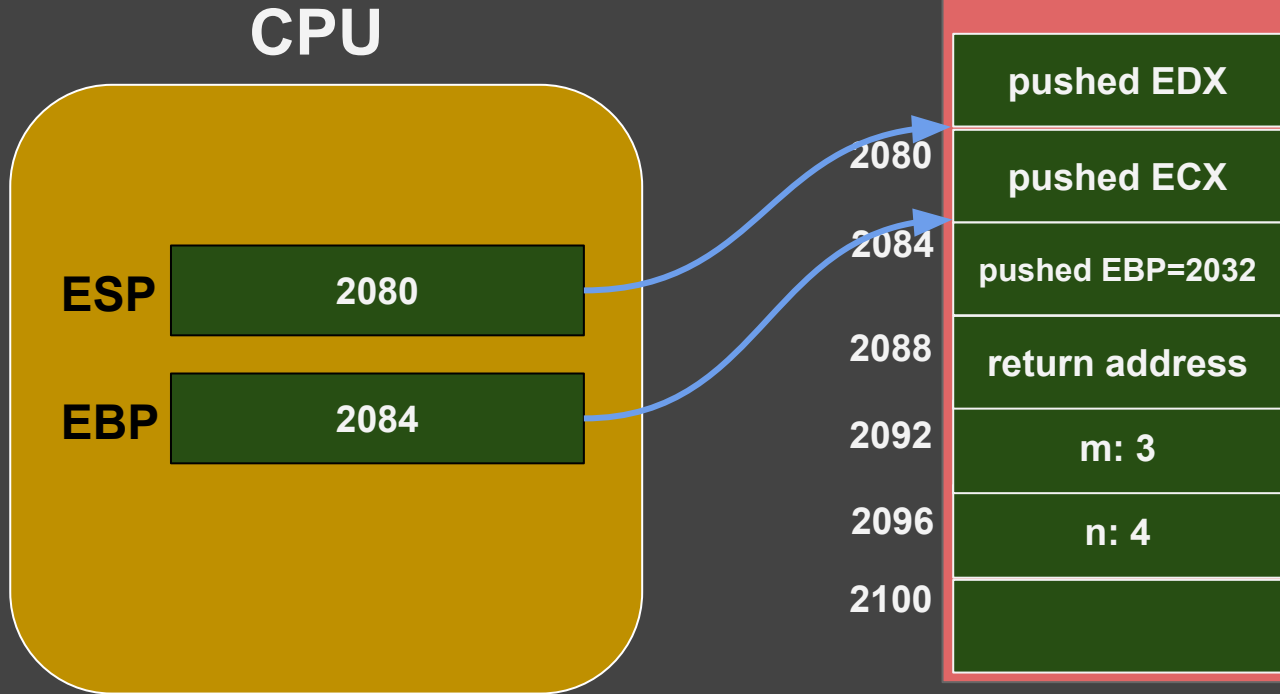 CPU
ESP
2080
EBP
2084
pushed EDX
2080
pushed ECX
2084
pushed EBP=2032
2088
return address
2092
m: 3
2096
n: 4
2100